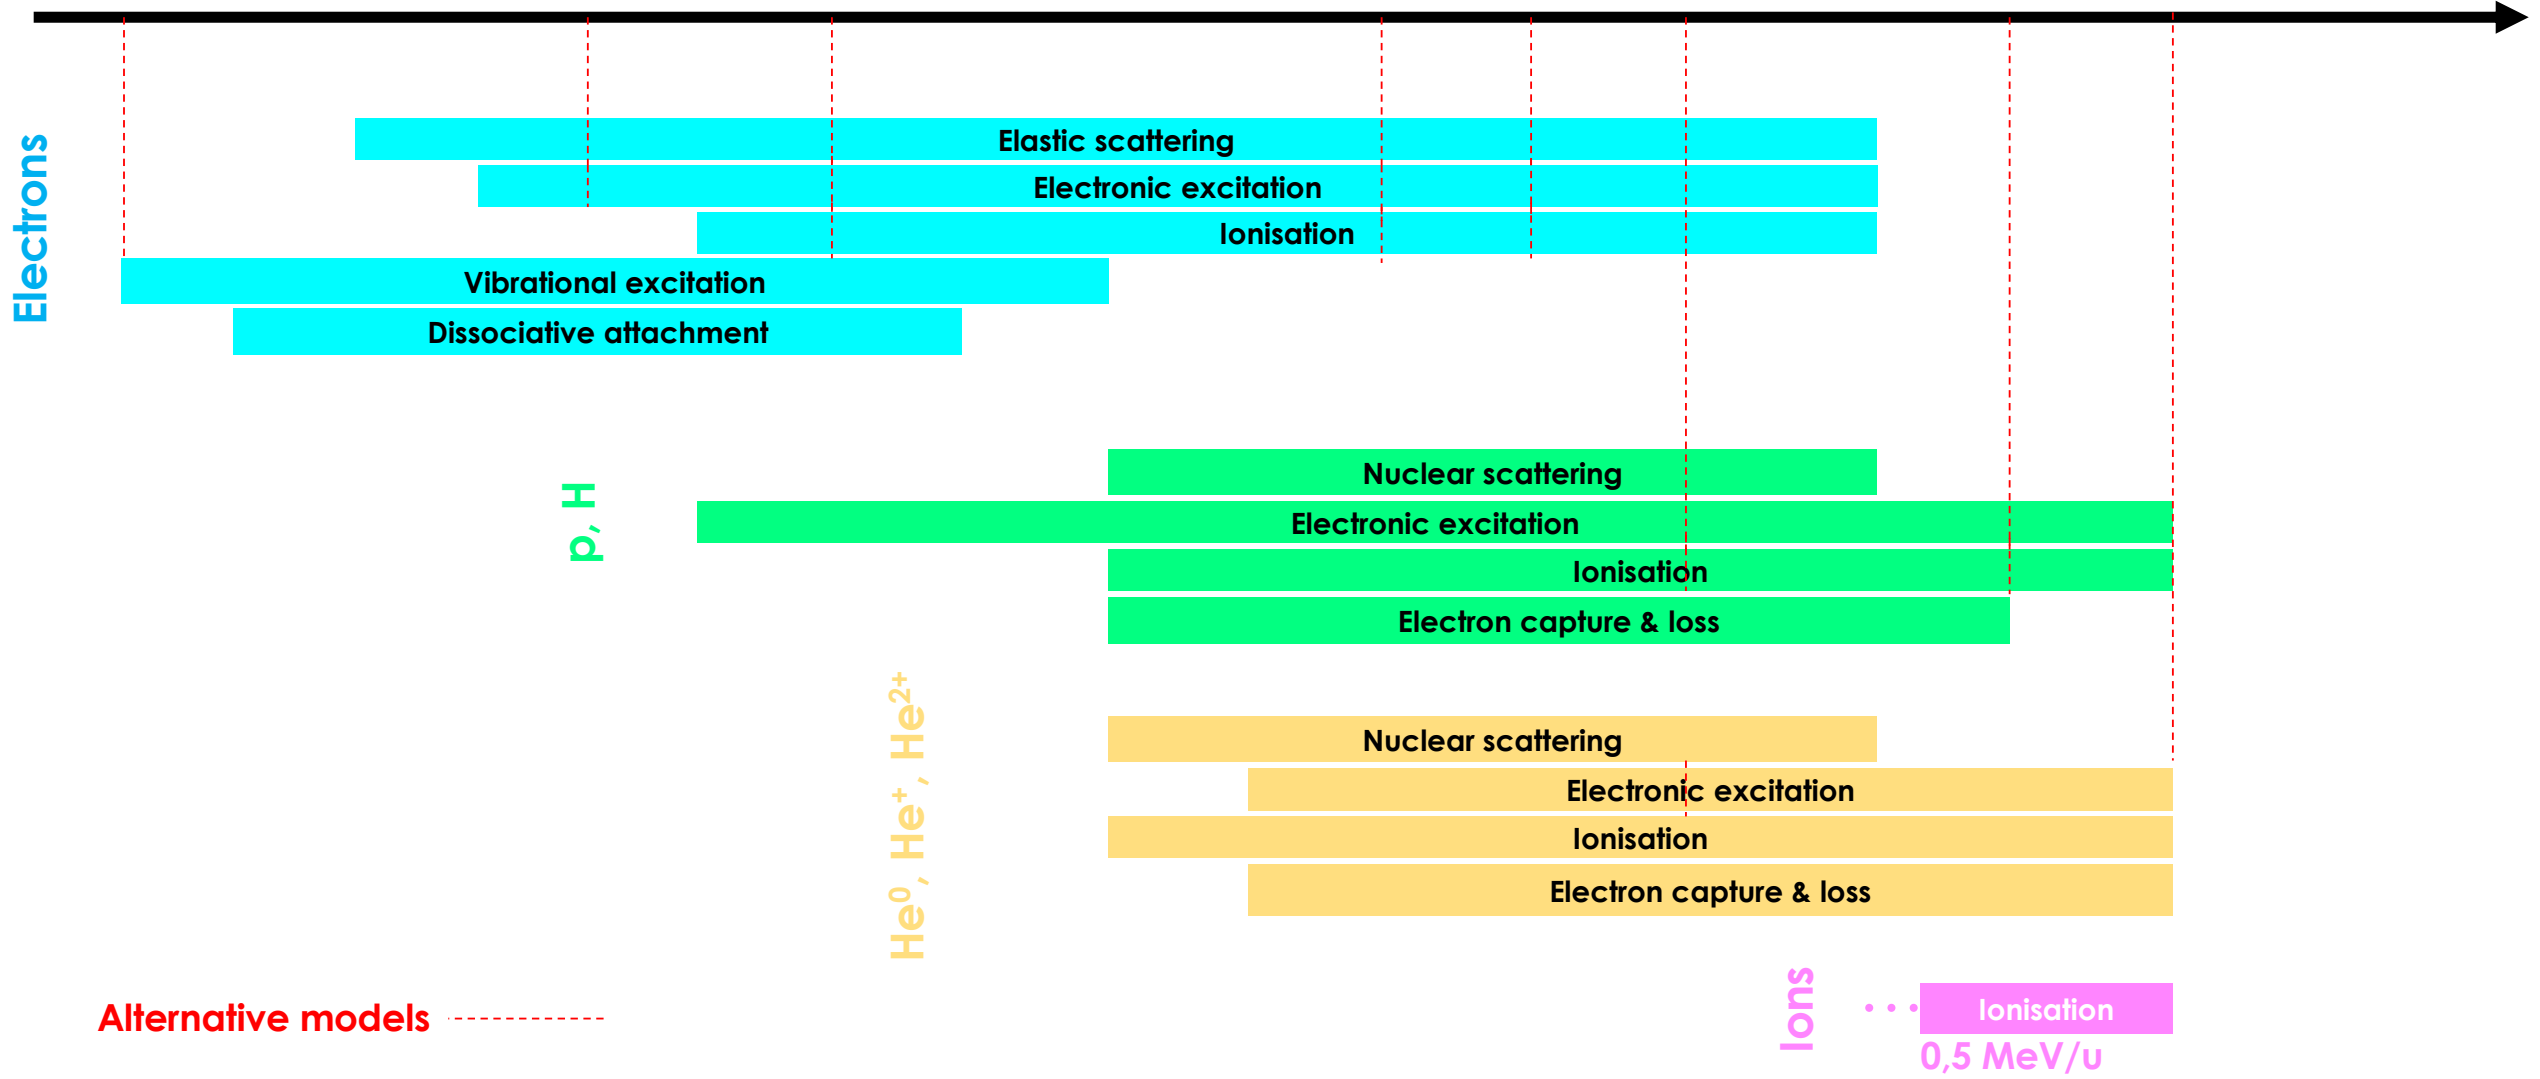 Electrons
Elastic scattering
Electronic excitation
Ionisation
Vibrational excitation
Dissociative attachment
p, H
Nuclear scattering
Electronic excitation
Ionisation
Electron capture & loss
He⁰, He⁺, He²⁺
Nuclear scattering
Electronic excitation
Ionisation
Electron capture & loss
Ions
Ionisation
0,5 MeV/u
Alternative models